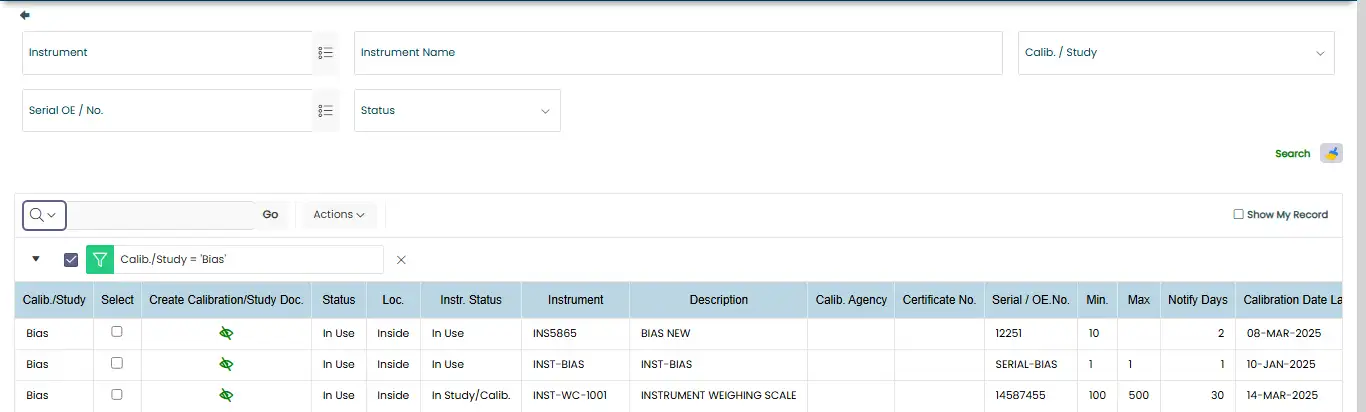 Instrument Instrument Name Calib. / Study
Serial OE / No. Status
Search
Go Actions Show My Record
Calib./Study = 'Bias'
Calib./Study Select Create Calibration/Study Doc. Status Loc. Instr. Status Instrument Description Calib. Agency Certificate No. Serial / OE.No. Min. Max Notify Days Calibration Date La
Bias In Use Inside In Use INS5865 BIAS NEW 12251 10 2 08-MAR-2025
Bias In Use Inside In Use INST-BIAS INST-BIAS SERIAL-BIAS 1 1 1 10-JAN-2025
Bias In Use Inside In Study/Calib. INST-WC-1001 INSTRUMENT WEIGHING SCALE 14587455 100 500 30 14-MAR-2025